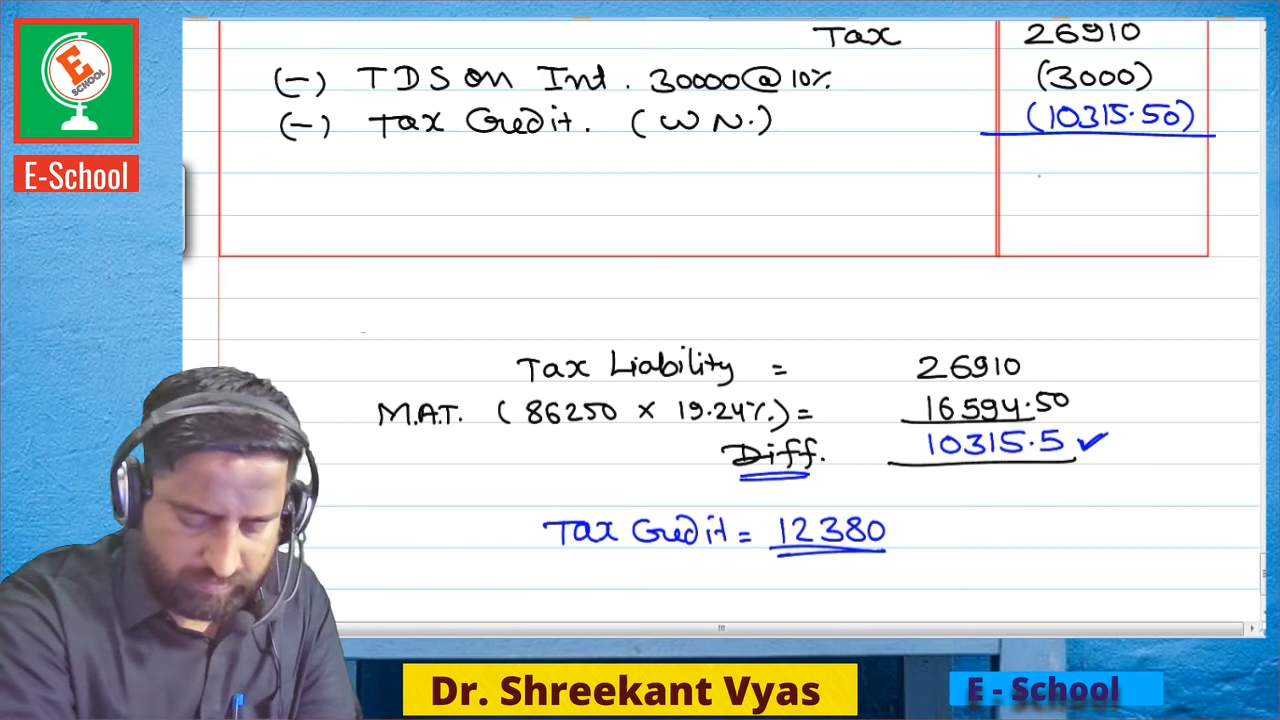 E
SCHOOL
E-School
Tax 26910
(-) TDS on Int. 30000@10% (3000)
(-) Tax Credit. (W N.) (10315.50)
Tax Liability = 26910
M.A.T. (86250 × 19.24%) = 16594.50
Diff. 10315.5 ✓
Tax Credit = 12380
Dr. Shreekant Vyas
E - School